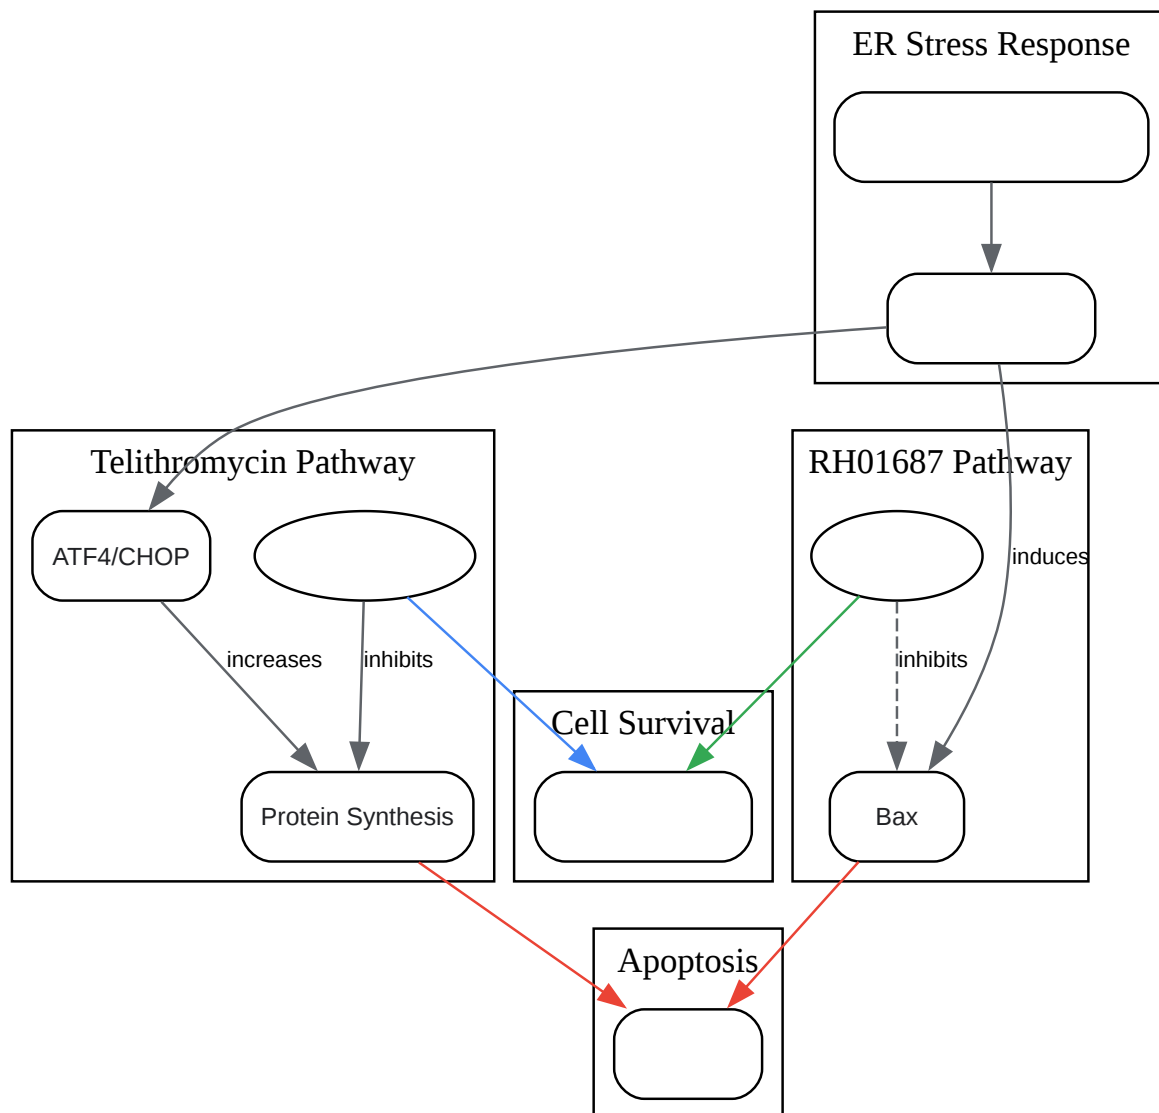 ER Stress Response
Telithromycin Pathway
RH01687 Pathway
ATF4/CHOP
induces
increases
inhibits
inhibits
Cell Survival
Protein Synthesis
Bax
Apoptosis